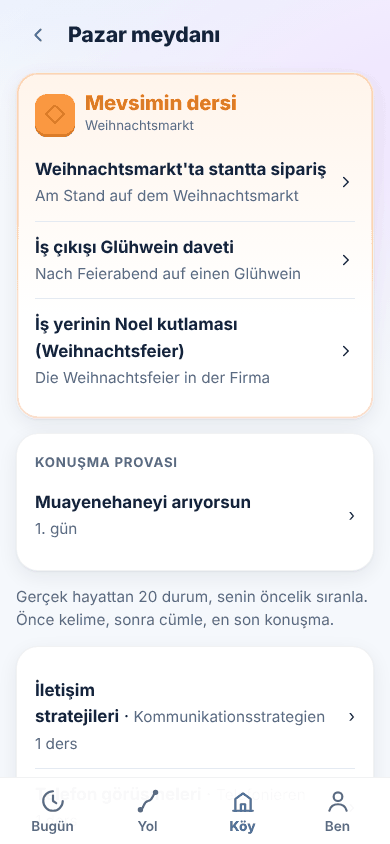 Pazar meydanı
Mevsimin dersi
Weihnachtsmarkt
Weihnachtsmarkt'ta stantta sipariş
Am Stand auf dem Weihnachtsmarkt
İş çıkışı Glühwein daveti
Nach Feierabend auf einen Glühwein
İş yerinin Noel kutlaması
(Weihnachtsfeier)
Die Weihnachtsfeier in der Firma
KONUŞMA PROVASI
Muayenehaneyi arıyorsun
1. gün
Gerçek hayattan 20 durum, senin öncelik sıranla.
Önce kelime, sonra cümle, en son konuşma.
İletişim
stratejileri · Kommunikationsstrategien
1 ders
Bugün
Yol
Köy
Ben